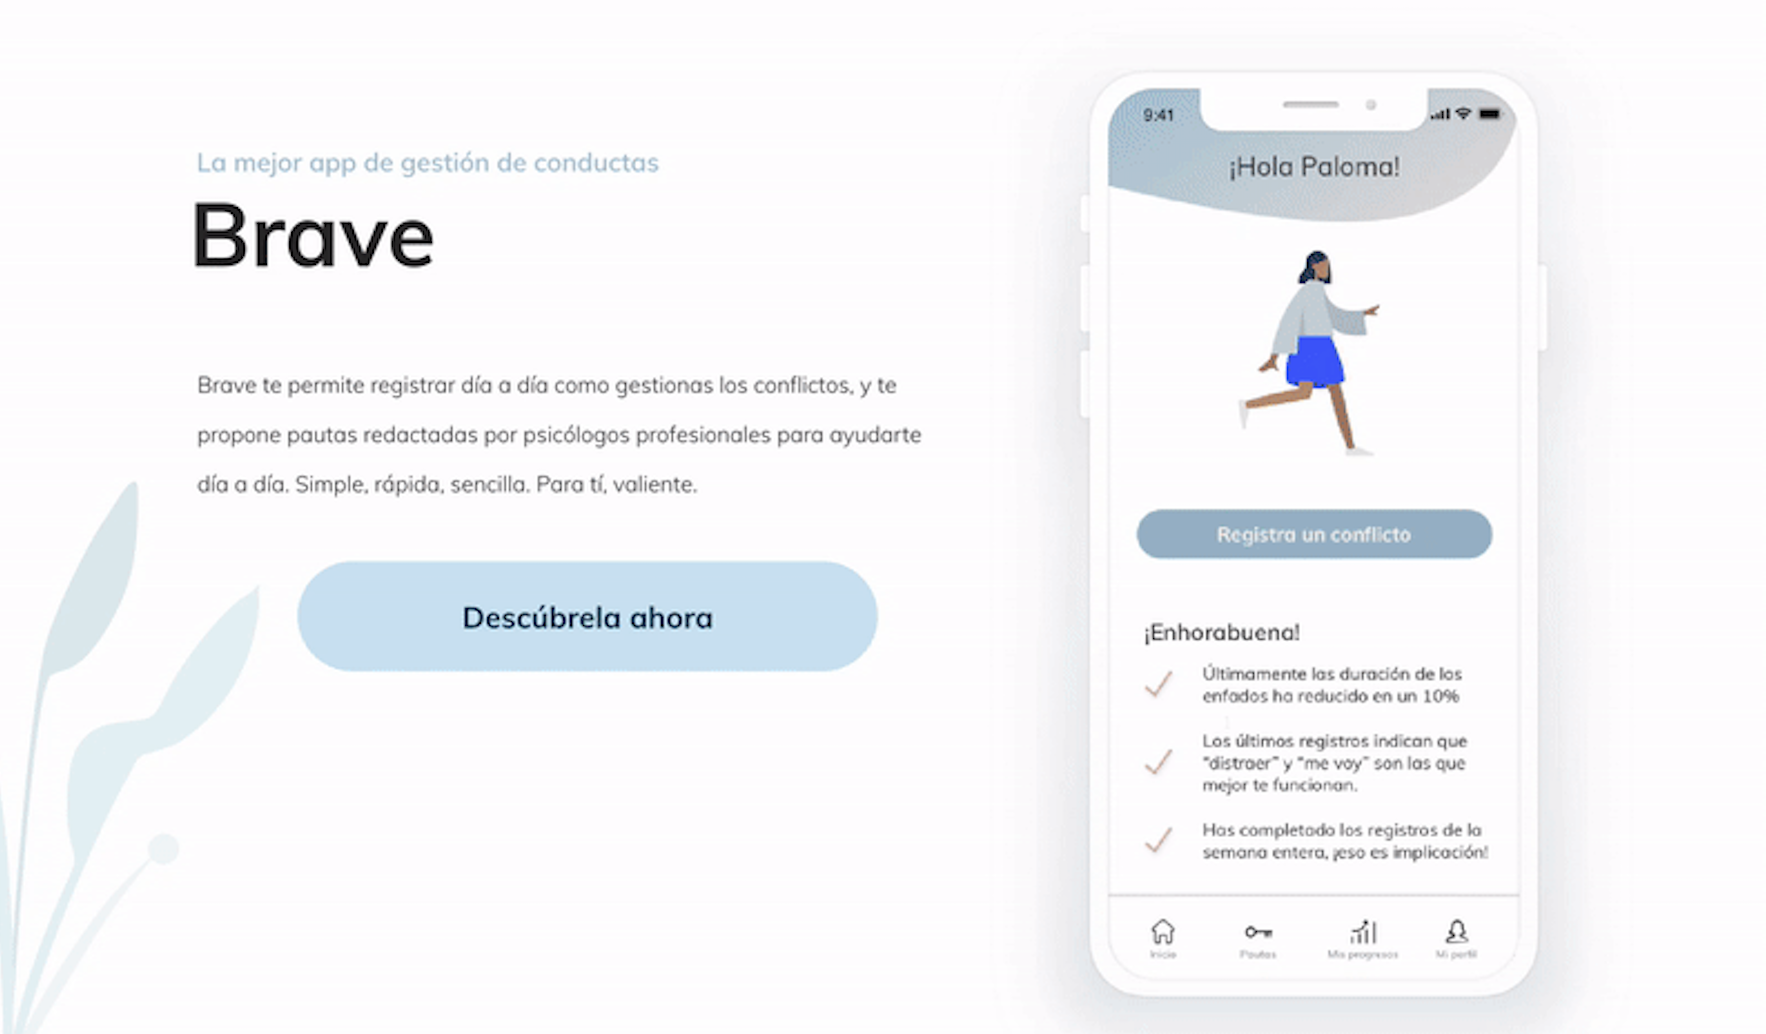 La mejor app de gestión de conductas
Brave
Brave te permite registrar día a día como gestionas los conflictos, y te
propone pautas redactadas por psicólogos profesionales para ayudarte
día a día. Simple, rápida, sencilla. Para tí, valiente.
Descúbrela ahora
9:41
¡Hola Paloma!
Registra un conflicto
¡Enhorabuena!
Últimamente las duración de los
enfados ha reducido en un 10%
Los últimos registros indican que
“distraer” y “me voy” son las que
mejor te funcionan.
Has completado los registros de la
semana entera, ¡eso es implicación!
Inicio
Pautas
Mis progresos
Mi perfil